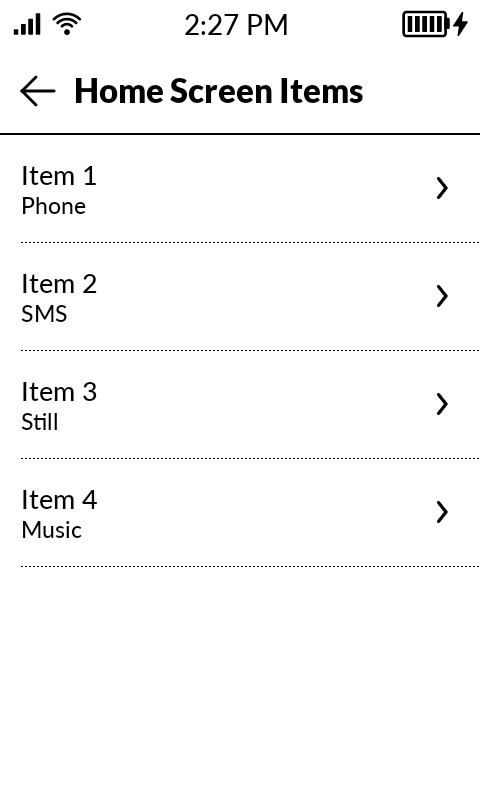 2:27 PM
Home Screen Items
Item 1
Phone
Item 2
SMS
Item 3
Still
Item 4
Music